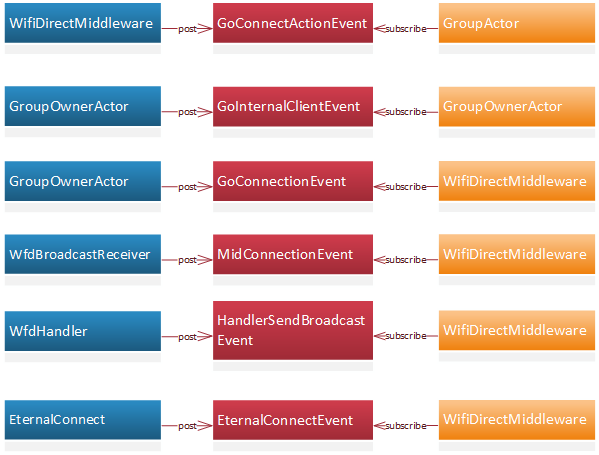 WifiDirectMiddleware post GoConnectActionEvent subscribe GroupActor
GroupOwnerActor post GoInternalClientEvent subscribe GroupOwnerActor
GroupOwnerActor post GoConnectionEvent subscribe WifiDirectMiddleware
WfdBroadcastReceiver post MidConnectionEvent subscribe WifiDirectMiddleware
WfdHandler post HandlerSendBroadcast
Event subscribe WifiDirectMiddleware
EternalConnect post EternalConnectEvent subscribe WifiDirectMiddleware